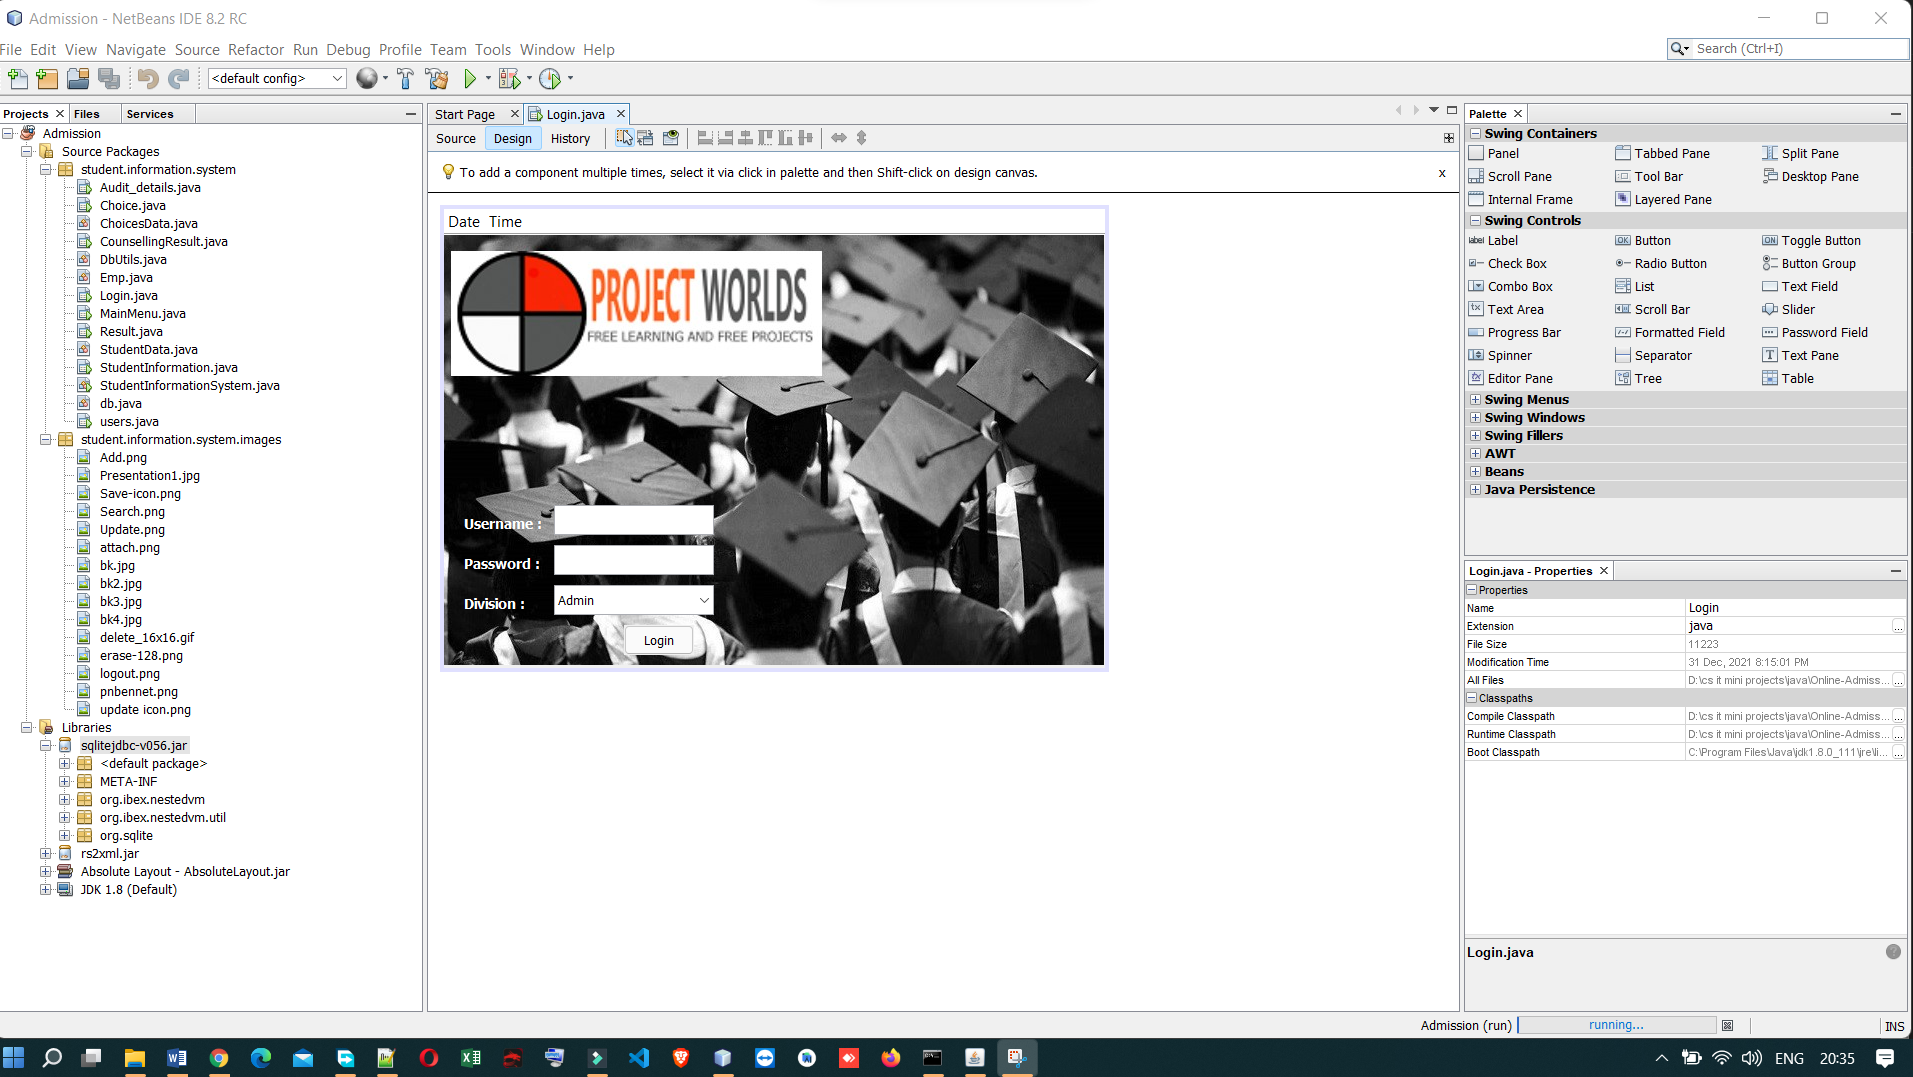 Admission - NetBeans IDE 8.2 RC
File Edit View Navigate Source Refactor Run Debug Profile Team Tools Window Help
Search (Ctrl+I)
<default config>
Projects Files Services
Admission
Source Packages
student.information.system
Audit_details.java
Choice.java
ChoicesData.java
CounsellingResult.java
DbUtils.java
Emp.java
Login.java
MainMenu.java
Result.java
StudentData.java
StudentInformation.java
StudentInformationSystem.java
db.java
users.java
student.information.system.images
Add.png
Presentation1.jpg
Save-icon.png
Search.png
Update.png
attach.png
bk.jpg
bk2.jpg
bk3.jpg
bk4.jpg
delete_16x16.gif
erase-128.png
logout.png
pnbennet.png
update icon.png
Libraries
sqlitejdbc-v056.jar
<default package>
META-INF
org.ibex.nestedvm
org.ibex.nestedvm.util
org.sqlite
rs2xml.jar
Absolute Layout - AbsoluteLayout.jar
JDK 1.8 (Default)
Start Page Login.java
Source Design History
To add a component multiple times, select it via click in palette and then Shift-click on design canvas.
x
Date Time
PROJECT WORLDS
FREE LEARNING AND FREE PROJECTS
Username :
Password :
Division : Admin
Login
Palette
Swing Containers
Panel Tabbed Pane Split Pane
Scroll Pane Tool Bar Desktop Pane
Internal Frame Layered Pane
Swing Controls
label Label OK Button ON Toggle Button
Check Box Radio Button Button Group
Combo Box List Text Field
Text Area Scroll Bar Slider
Progress Bar Formatted Field Password Field
Spinner Separator Text Pane
Editor Pane Tree Table
Swing Menus
Swing Windows
Swing Fillers
AWT
Beans
Java Persistence
Login.java - Properties
Properties
Name Login
Extension java
File Size 11223
Modification Time 31 Dec, 2021 8:15:01 PM
All Files D:\cs it mini projects\java\Online-Admiss...
Classpaths
Compile Classpath D:\cs it mini projects\java\Online-Admiss...
Runtime Classpath D:\cs it mini projects\java\Online-Admiss...
Boot Classpath C:\Program Files\Java\jdk1.8.0_111\jre\li...
Login.java
Admission (run) running...
INS
ENG 20:35